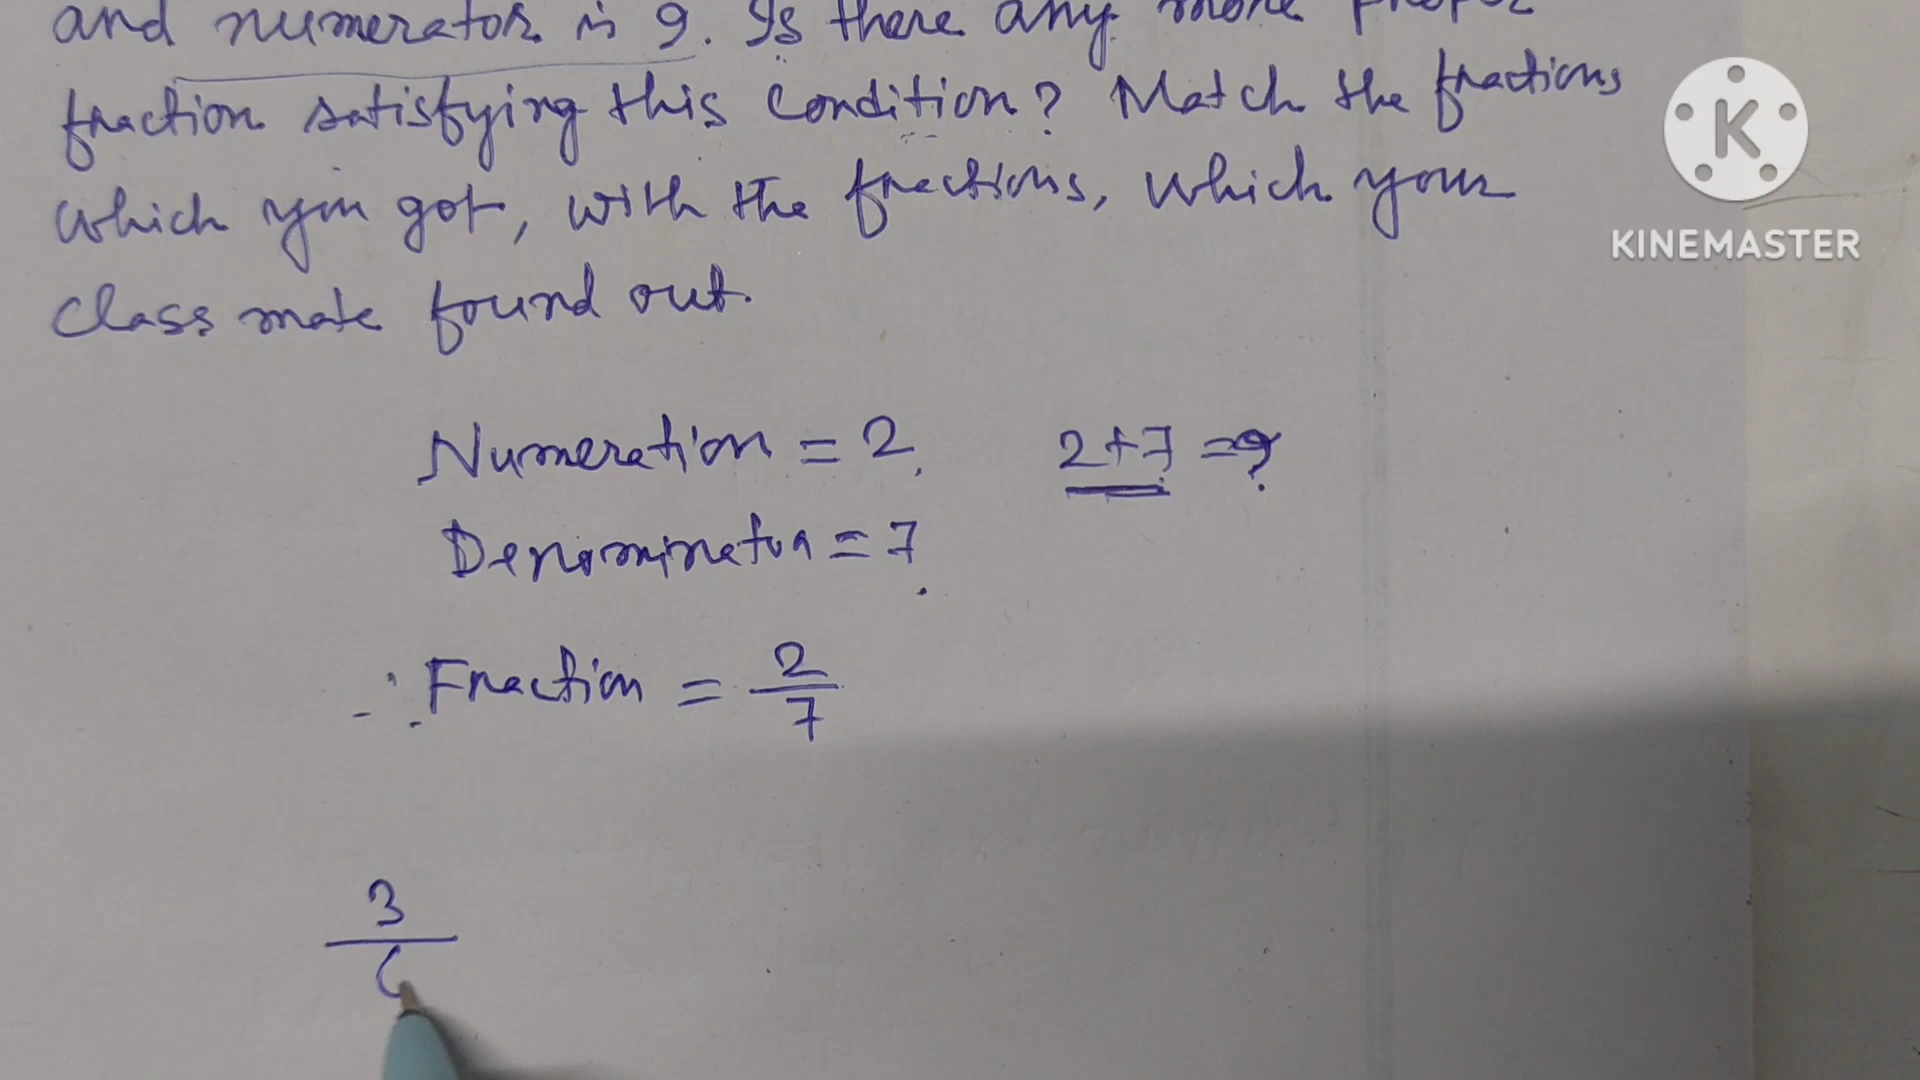 and numerator is 9. Is there any more proper
fraction satisfying this condition? Match the fractions
which you got, with the fractions, which your
class mate found out.
K
KINEMASTER
Numeration = 2. 2+7 = 9
Denominator = 7.
∴ Fraction = 2/7
3